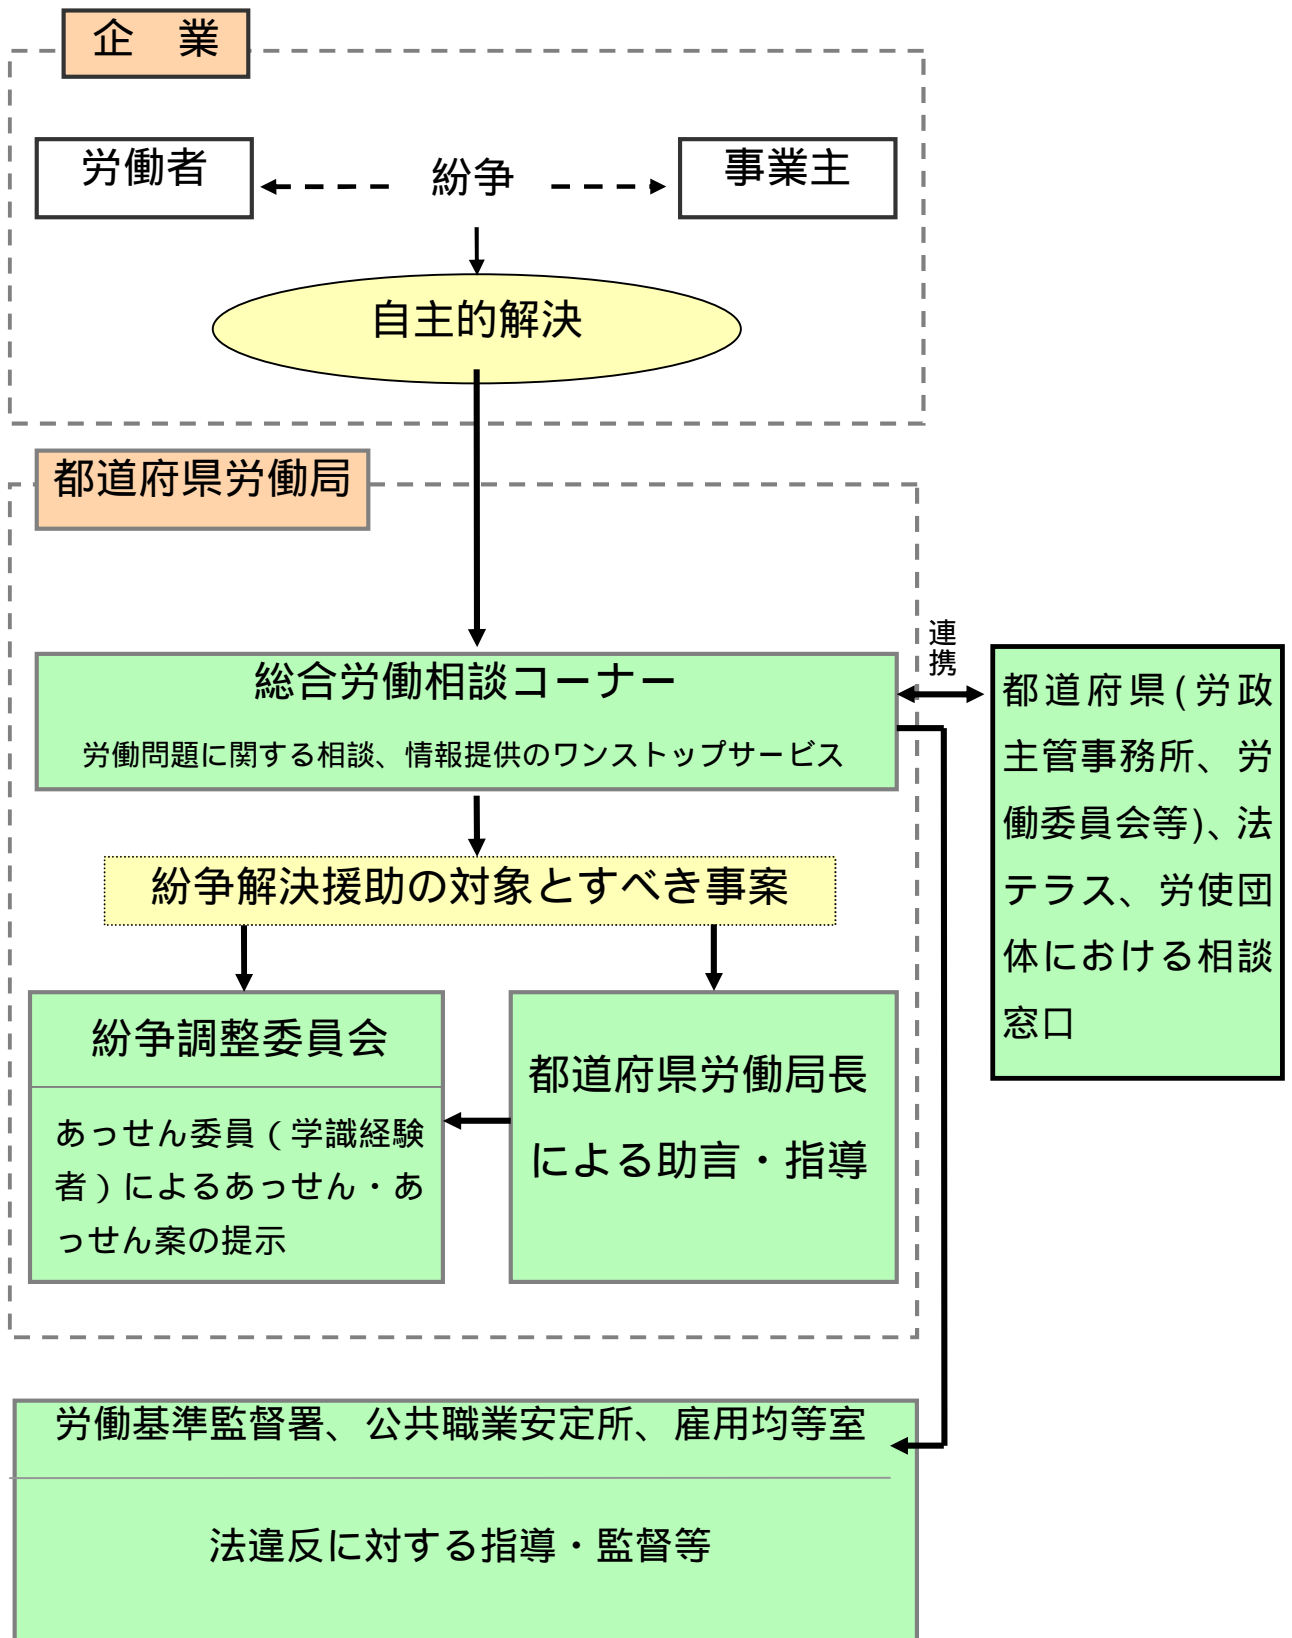 企　業
労働者
紛争
事業主
自主的解決
都道府県労働局
連携
総合労働相談コーナー
労働問題に関する相談、情報提供のワンストップサービス
都道府県(労政
主管事務所、労
働委員会等)、法
テラス、労使団
体における相談
窓口
紛争解決援助の対象とすべき事案
紛争調整委員会
あっせん委員（学識経験
者）によるあっせん・あ
っせん案の提示
都道府県労働局長
による助言・指導
労働基準監督署、公共職業安定所、雇用均等室
法違反に対する指導・監督等